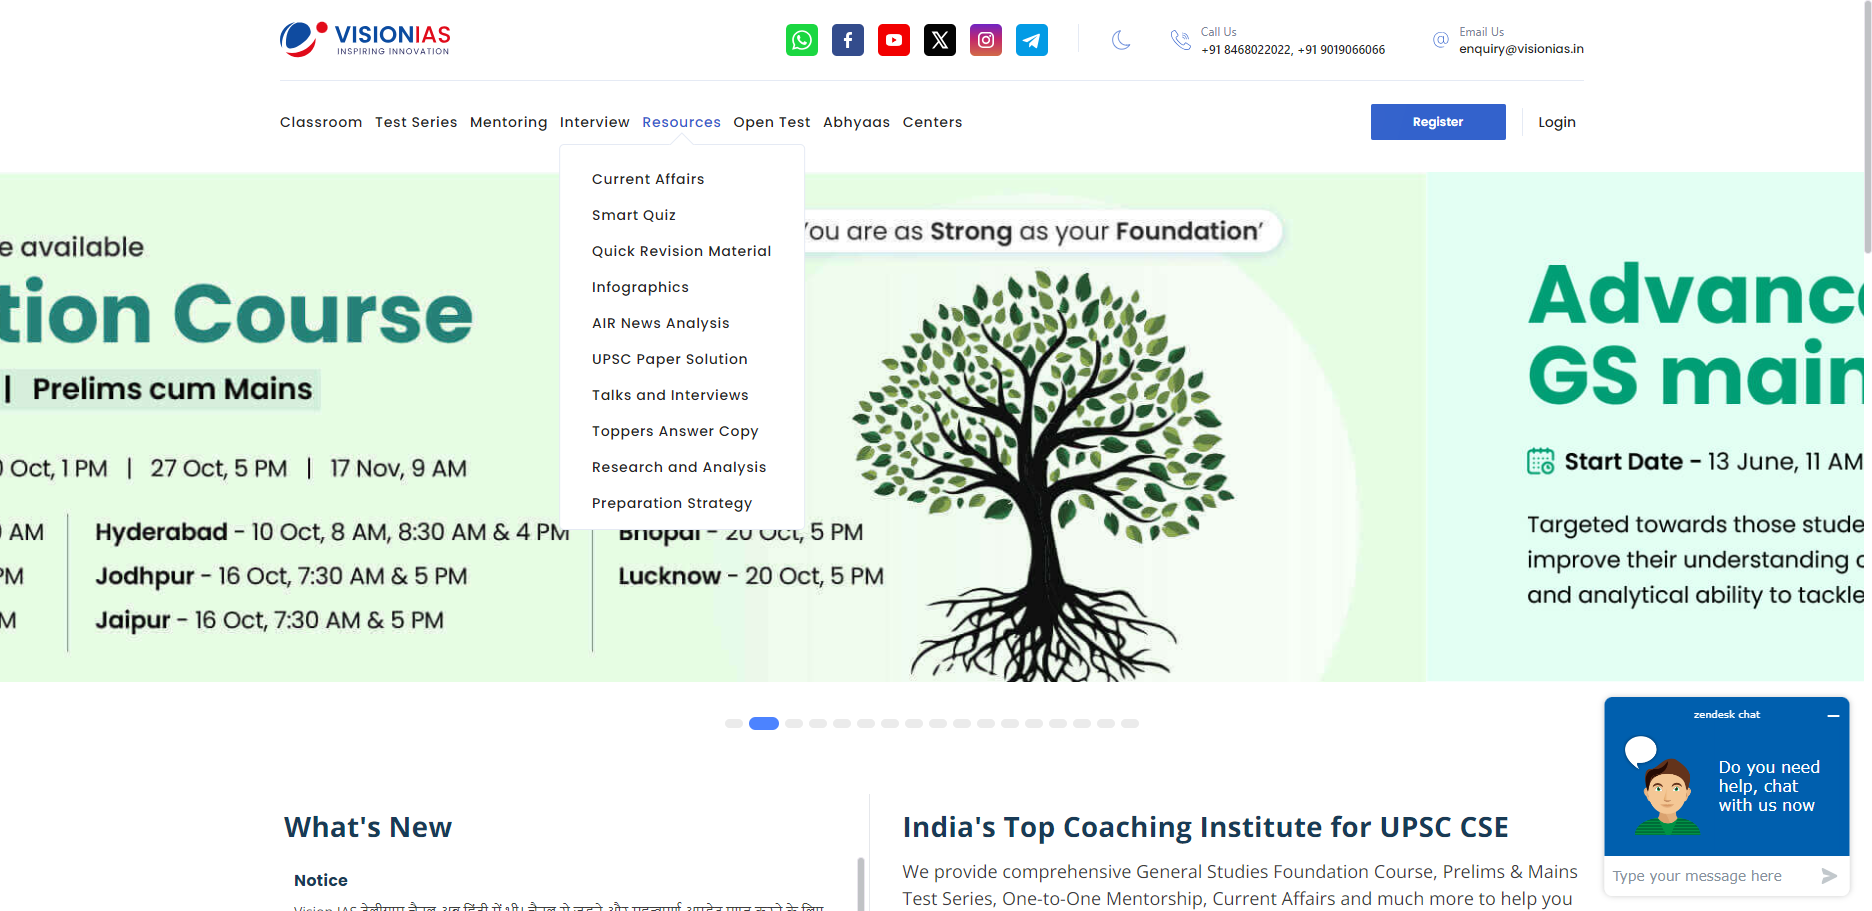 VISIONIAS
INSPIRING INNOVATION
Call Us
+91 8468022022, +91 9019066066
Email Us
enquiry@visionias.in
Classroom Test Series Mentoring Interview Resources Open Test Abhyaas Centers
Register
Login
Current Affairs
Smart Quiz
Quick Revision Material
Infographics
AIR News Analysis
UPSC Paper Solution
Talks and Interviews
Toppers Answer Copy
Research and Analysis
Preparation Strategy
e available
tion Course
| Prelims cum Mains
Oct, 1 PM | 27 Oct, 5 PM | 17 Nov, 9 AM
AM
PM
M
Hyderabad - 10 Oct, 8 AM, 8:30 AM & 4 PM
Jodhpur - 16 Oct, 7:30 AM & 5 PM
Jaipur - 16 Oct, 7:30 AM & 5 PM
Bhopal - 20 Oct, 5 PM
Lucknow - 20 Oct, 5 PM
You are as Strong as your Foundation’
Advanc
GS main
Start Date - 13 June, 11 AM
Targeted towards those stude
improve their understanding
and analytical ability to tackle
What's New
Notice
India's Top Coaching Institute for UPSC CSE
We provide comprehensive General Studies Foundation Course, Prelims & Mains
Test Series, One-to-One Mentorship, Current Affairs and much more to help you
zendesk chat
Do you need
help, chat
with us now
Type your message here